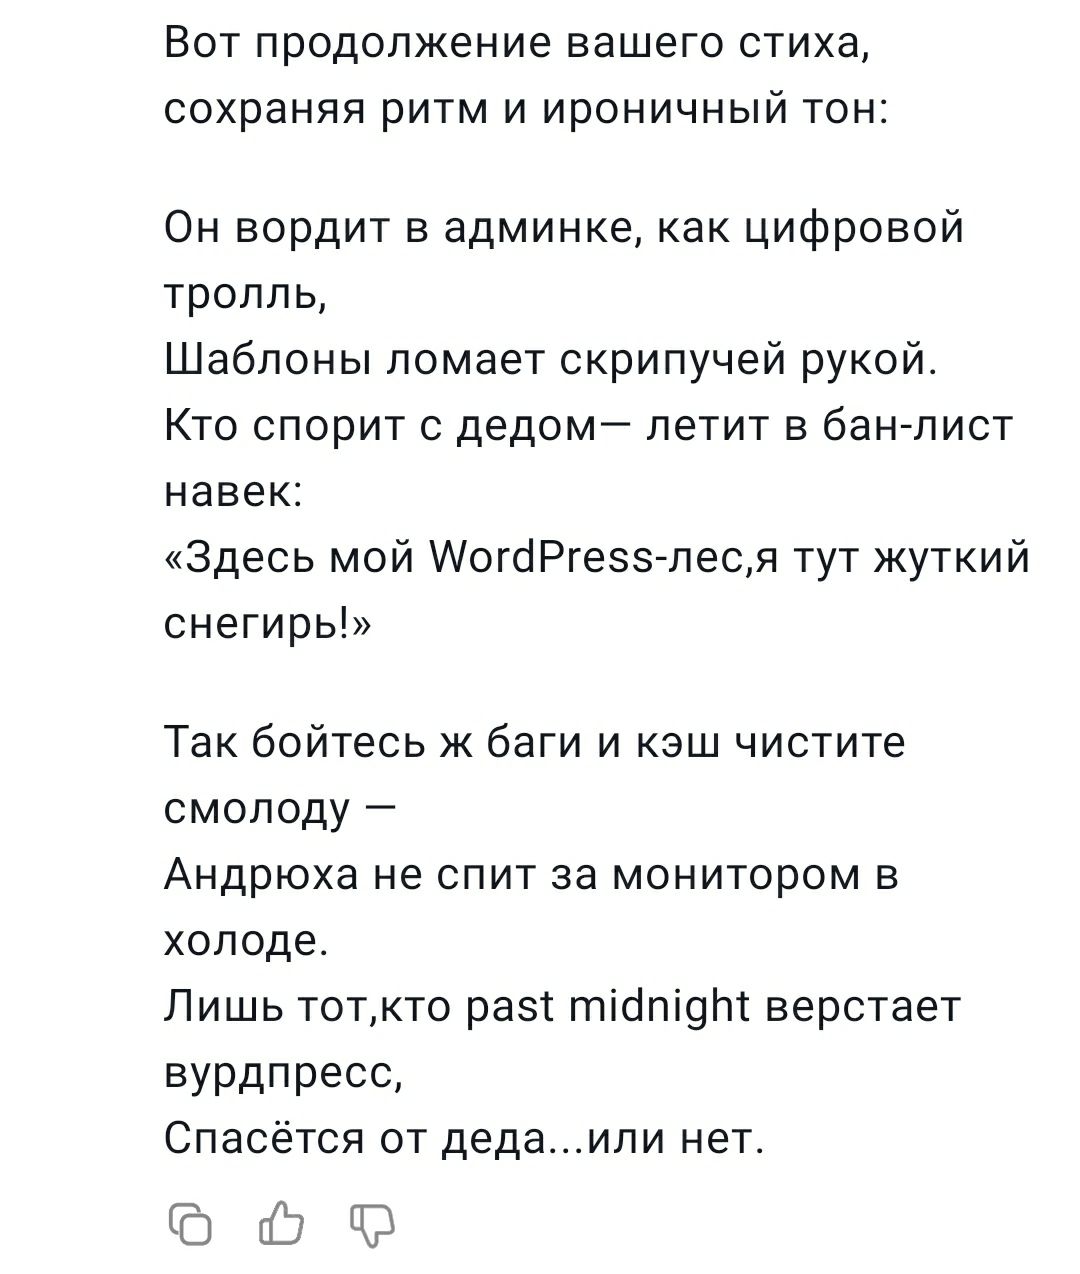 Вот продолжение вашего стиха,
сохраняя ритм и ироничный тон:
Он вордит в админке, как цифровой
тролль,
Шаблоны ломает скрипучей рукой.
Кто спорит с дедом— летит в бан-лист
навек:
«Здесь мой WordPress-лес,я тут жуткий
снегирь!»
Так бойтесь ж баги и кэш чистите
смолоду —
Андрюха не спит за монитором в
холоде.
Лишь тот,кто past midnight верстает
вурдпресс,
Спасётся от деда...или нет.